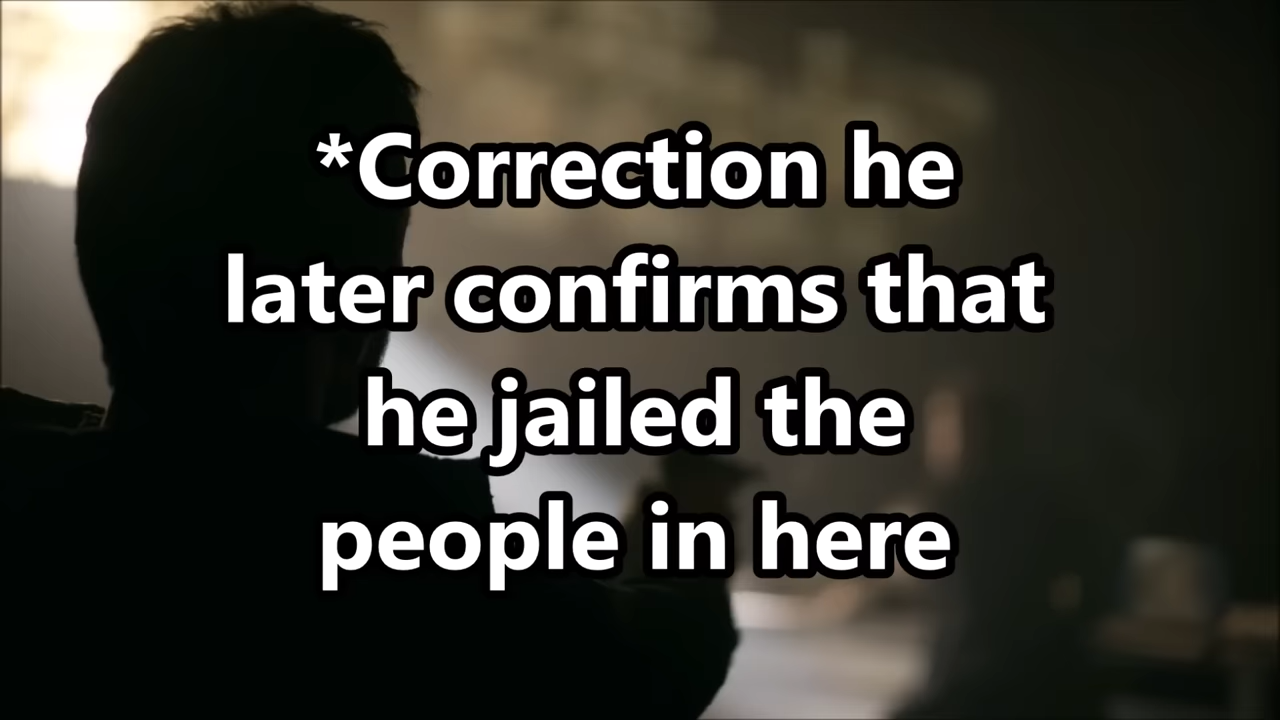 *Correction he
later confirms that
he jailed the
people in here